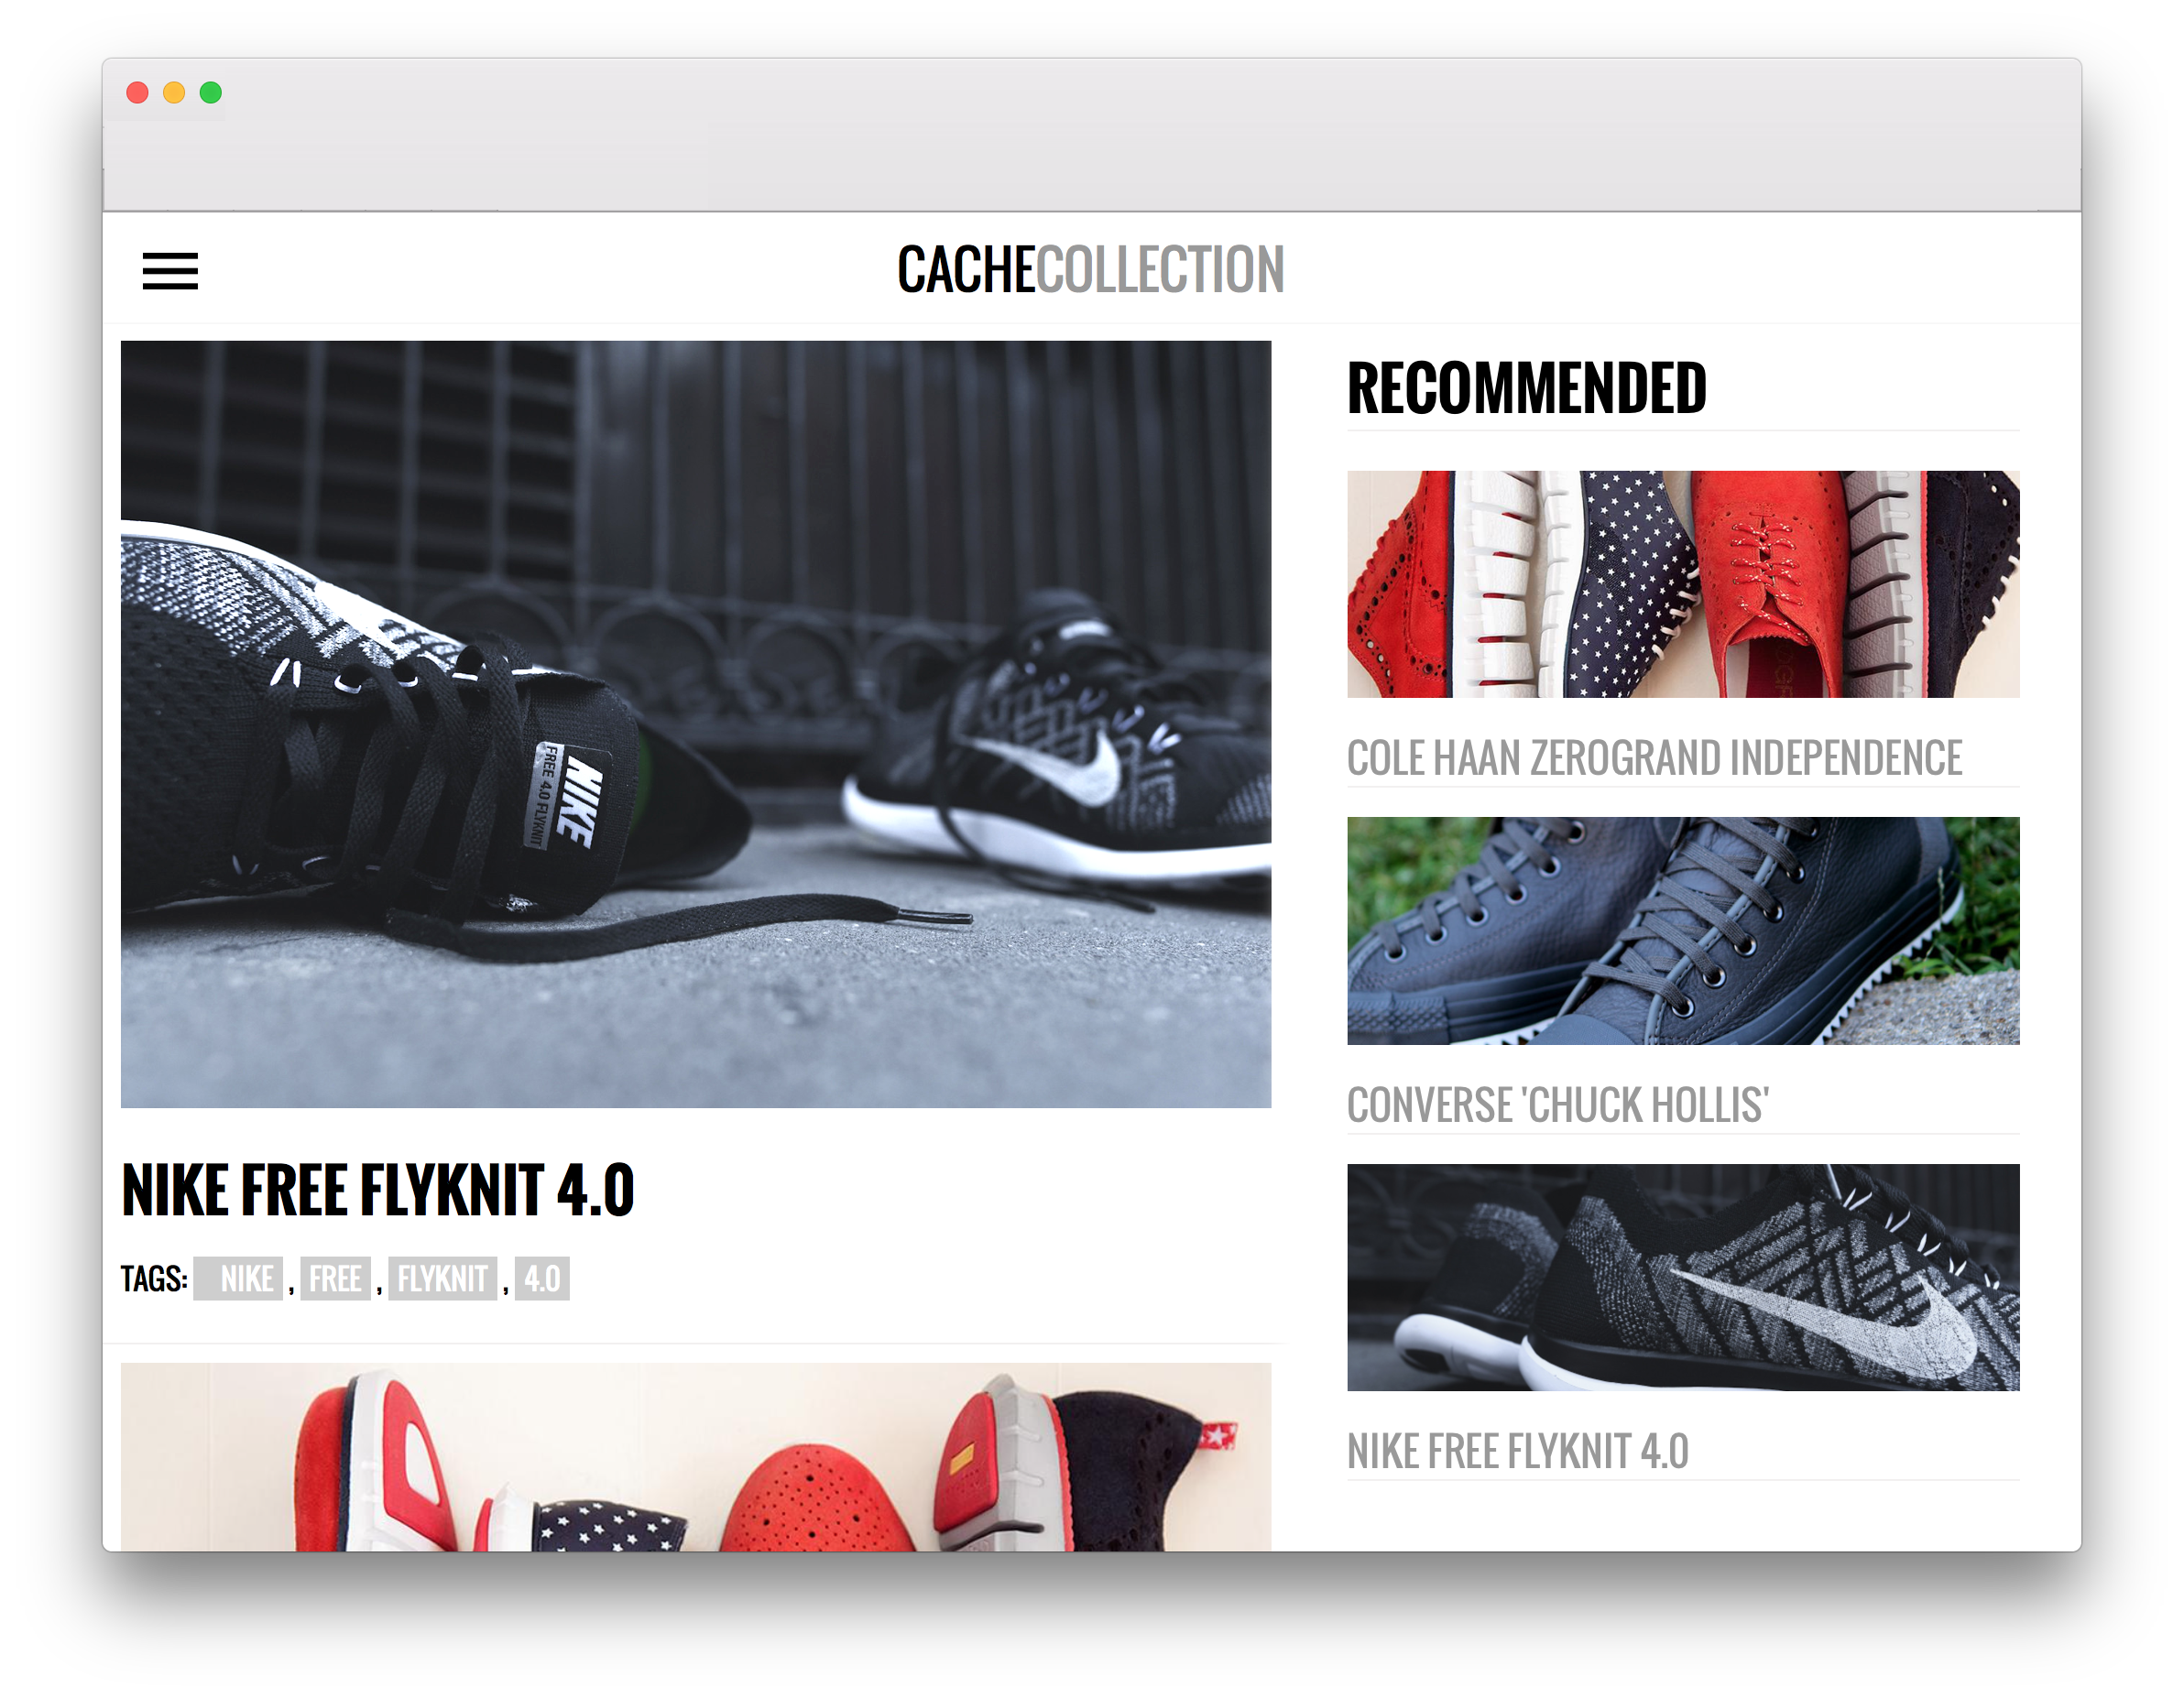 CACHECOLLECTION
NIKE
FREE 4.0 FLYKNIT
NIKE FREE FLYKNIT 4.0
TAGS: NIKE , FREE , FLYKNIT , 4.0
RECOMMENDED
COLE HAAN ZEROGRAND INDEPENDENCE
CONVERSE 'CHUCK HOLLIS'
NIKE FREE FLYKNIT 4.0